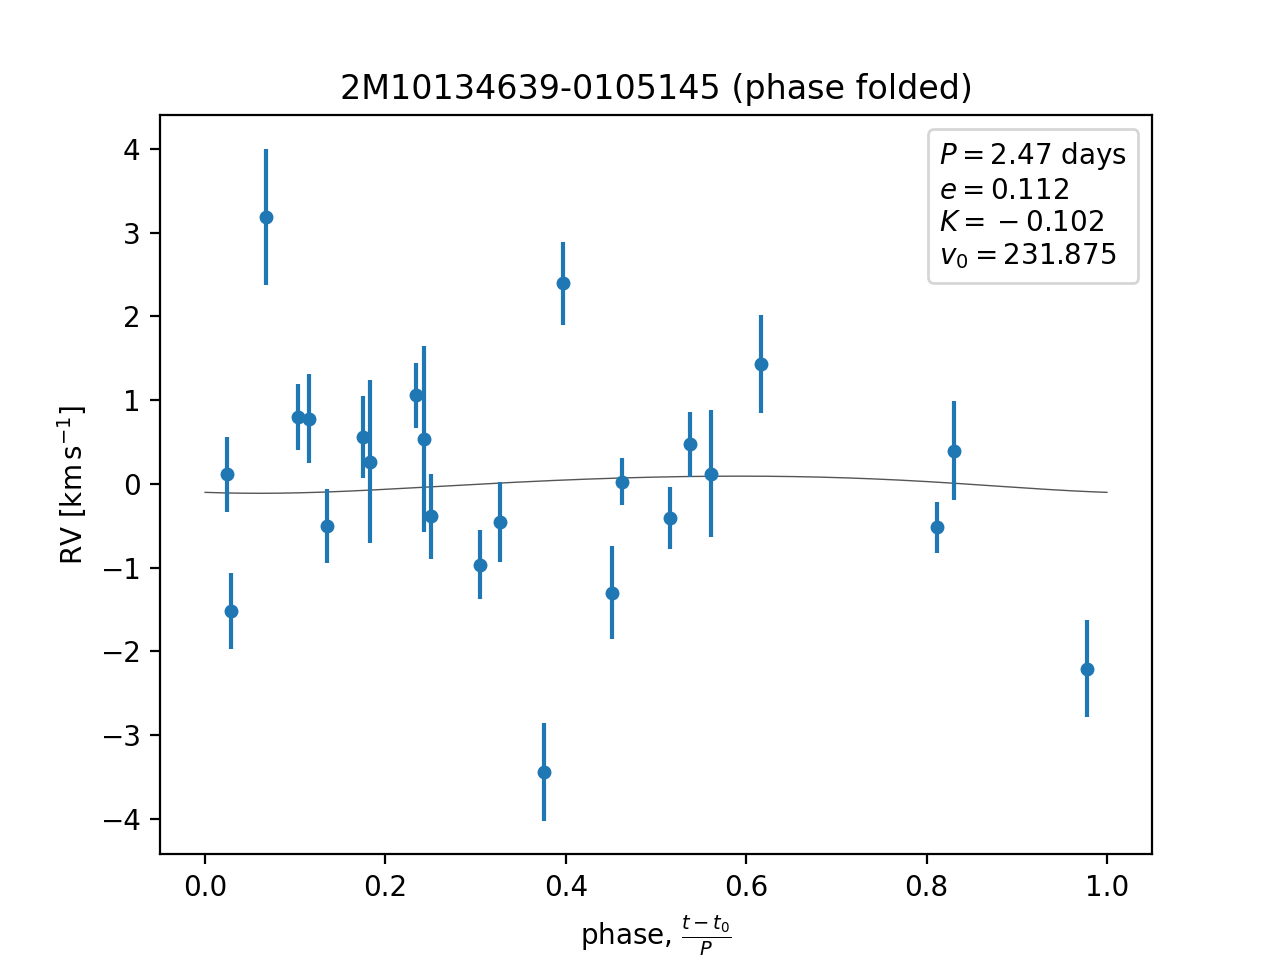 2M10134639-0105145 (phase folded)
P = 2.47 days
e = 0.112
K = −0.102
v₀ = 231.875
RV [km s⁻¹]
4
3
2
1
0
−1
−2
−3
−4
0.0 0.2 0.4 0.6 0.8 1.0
phase, (t − t₀)/P